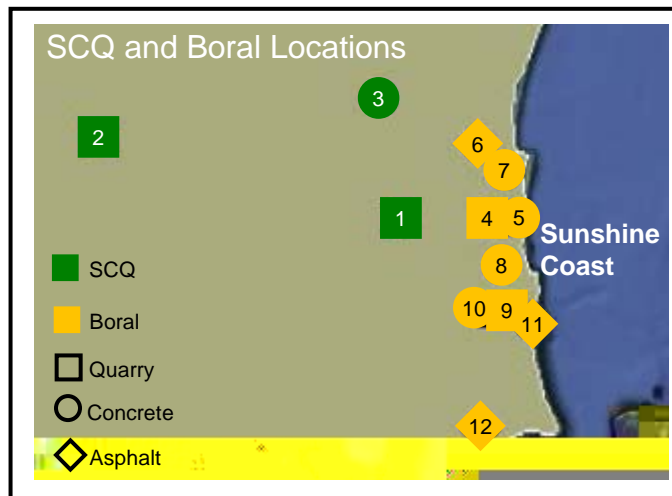 SCQ and Boral Locations
3
2
6
7
1
4
5
Sunshine
Coast
8
SCQ
10
9
11
Boral
Quarry
Concrete
12
Asphalt